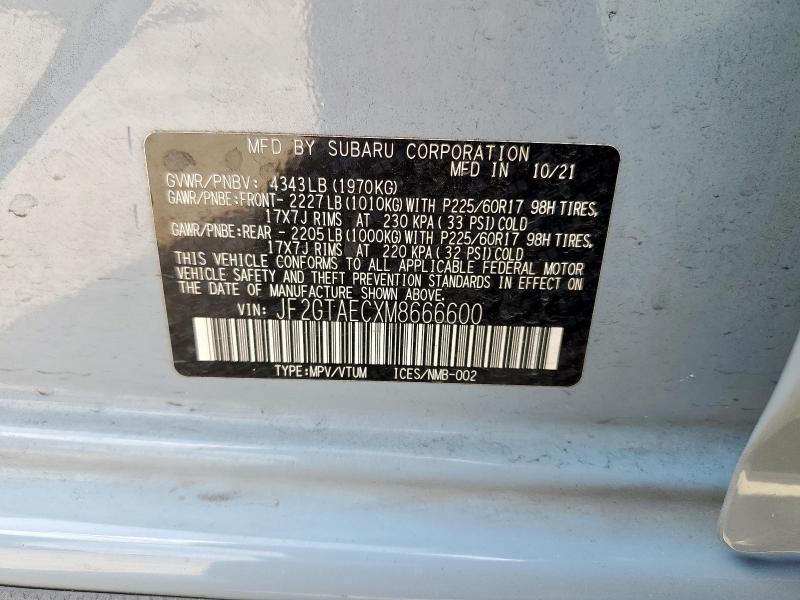 MFD BY SUBARU CORPORATION
MFD IN 10/21
GVWR/PNBV: 4343LB (1970KG)
GAWR/PNBE:FRONT- 2227LB (1010KG) WITH P225/60R17 98H TIRES,
17X7J RIMS AT 230 KPA (33 PSI) COLD
GAWR/PNBE:REAR - 2205LB (1000KG) WITH P225/60R17 98H TIRES,
17X7J RIMS AT 220 KPA (32 PSI) COLD
THIS VEHICLE CONFORMS TO ALL APPLICABLE FEDERAL MOTOR
VEHICLE SAFETY AND THEFT PREVENTION STANDARDS IN EFFECT ON
THE DATE OF MANUFACTURE SHOWN ABOVE.
VIN: JF2GTAECXM8666600
TYPE:MPV/VTUM ICES/NMB-002